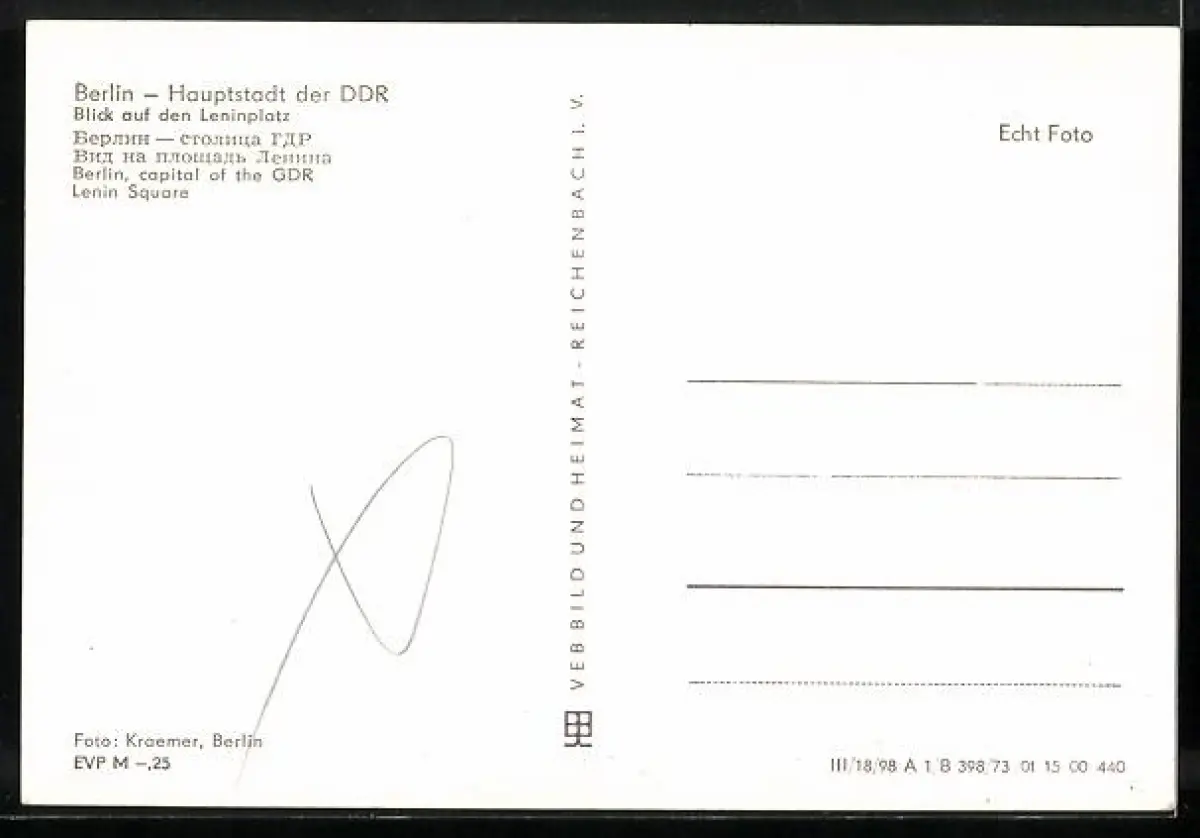 Berlin – Hauptstadt der DDR
Blick auf den Leninplatz
Берлин — столица ГДР
Вид на площадь Ленина
Berlin, capital of the GDR
Lenin Square
Foto: Kraemer, Berlin
EVP M –,25
VEB BILD UND HEIMAT - REICHENBACH I. V.
Echt Foto
III/18/98 A 1/B 398/73 01 15 00 440